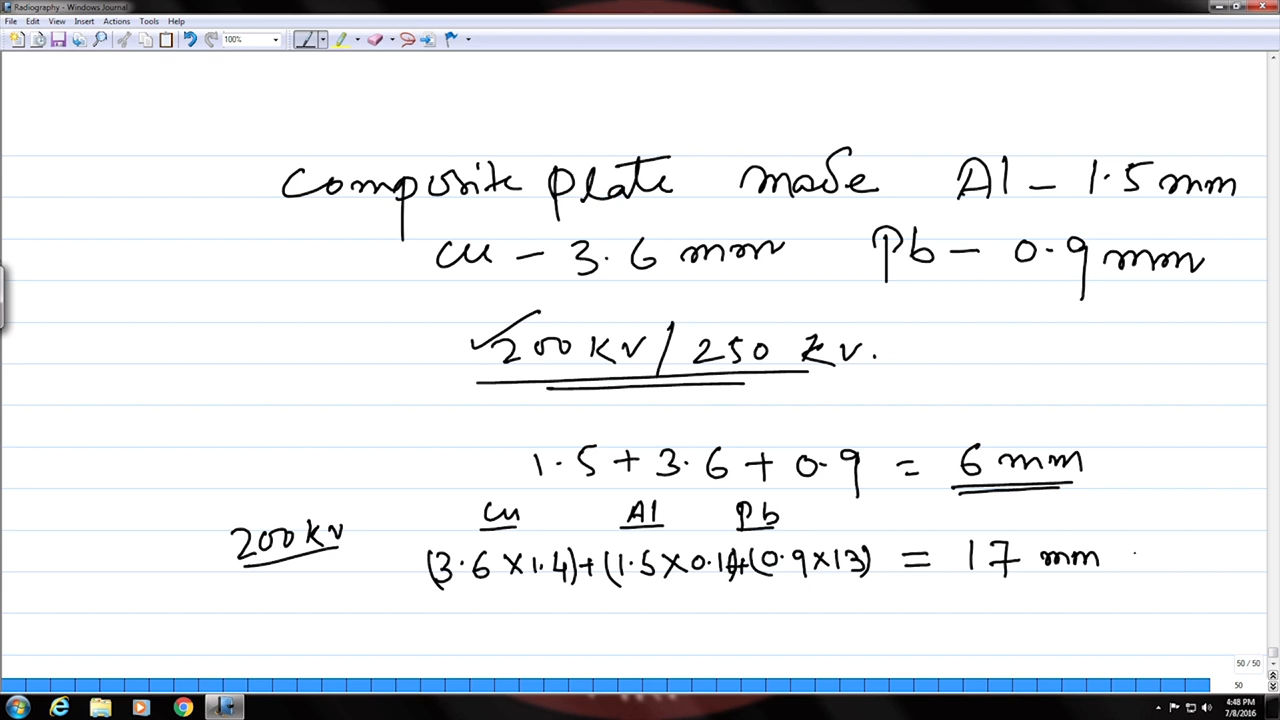 Radiography - Windows Journal
File Edit View Insert Actions Tools Help
100%
Composite plate made Al - 1.5 mm
Cu - 3.6 mm Pb - 0.9 mm
✓200 KV / 250 KV.
1.5 + 3.6 + 0.9 = 6 mm
Cu Al Pb
200 KV (3.6 X 1.4) + (1.5 X 0.1) + (0.9 X 13) = 17 mm
50 / 50
50
4:48 PM
7/8/2016